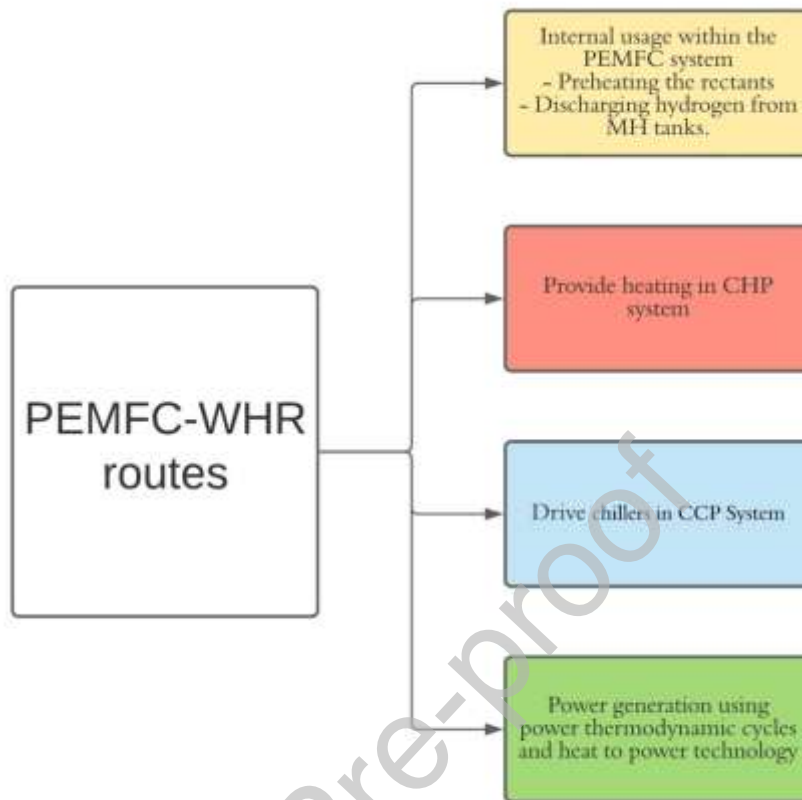 Internal usage within the
PEMFC system
- Preheating the rectants
- Discharging hydrogen from
MH tanks.
Provide heating in CHP
system
PEMFC-WHR
routes
Drive chillers in CCP System
Power generation using
power thermodynamic cycles
and heat to power technology
Pre-proof